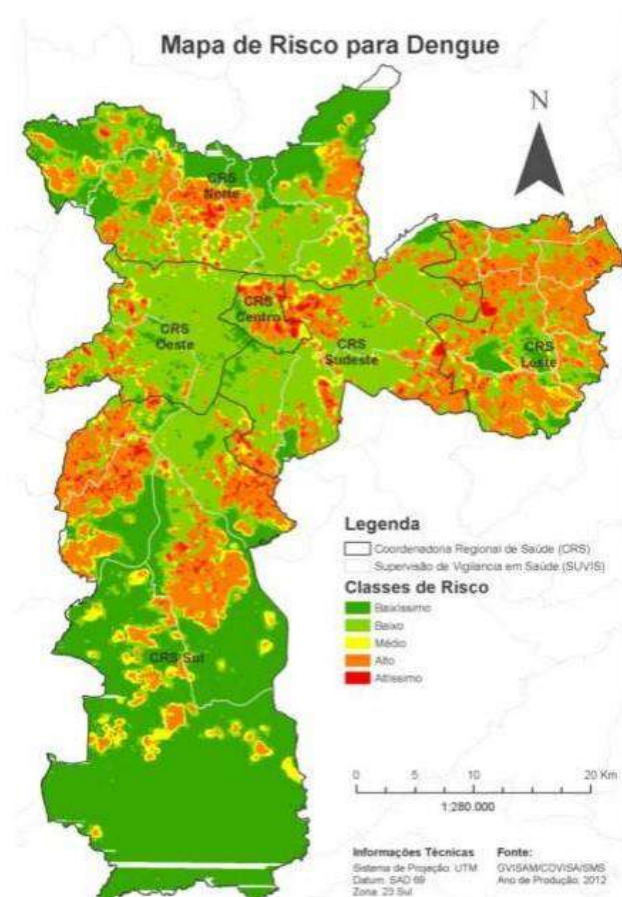 Mapa de Risco para Dengue
N
CRS
Norte
CRS
Centro
CRS
Oeste
CRS
Sudeste
CRS
Leste
CRS Sul
Legenda
Coordenadoria Regional de Saúde (CRS)
Supervisão de Vigilancia em Saúde (SUVIS)
Classes de Risco
Baixíssimo
Baixo
Médio
Alto
Altíssimo
0 5 10 20 Km
1:280.000
Informações Técnicas
Sistema de Projeção: UTM
Datum: SAD 69
Zona: 23 Sul
Fonte:
GVISAM/COVISA/SMS
Ano de Produção: 2012